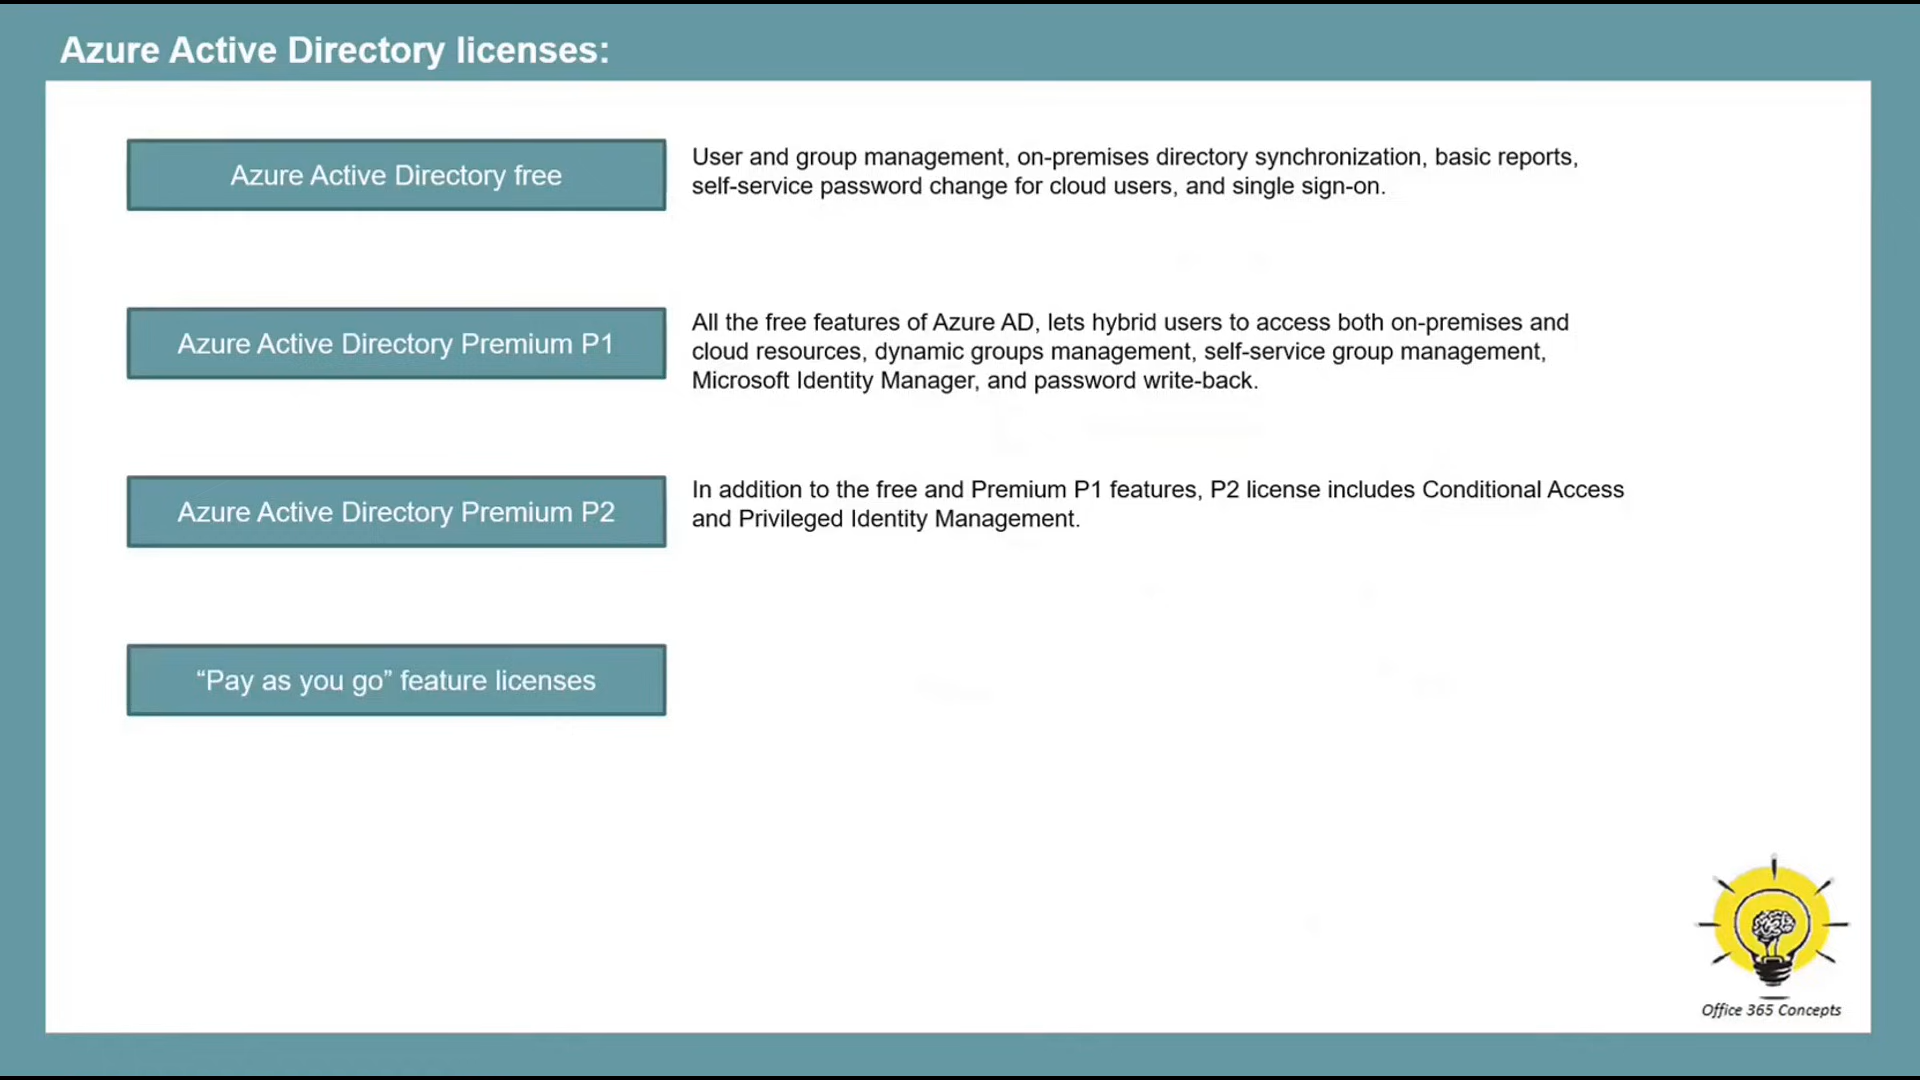 Azure Active Directory licenses:
Azure Active Directory free
User and group management, on-premises directory synchronization, basic reports,
self-service password change for cloud users, and single sign-on.
Azure Active Directory Premium P1
All the free features of Azure AD, lets hybrid users to access both on-premises and
cloud resources, dynamic groups management, self-service group management,
Microsoft Identity Manager, and password write-back.
Azure Active Directory Premium P2
In addition to the free and Premium P1 features, P2 license includes Conditional Access
and Privileged Identity Management.
“Pay as you go” feature licenses
Office 365 Concepts